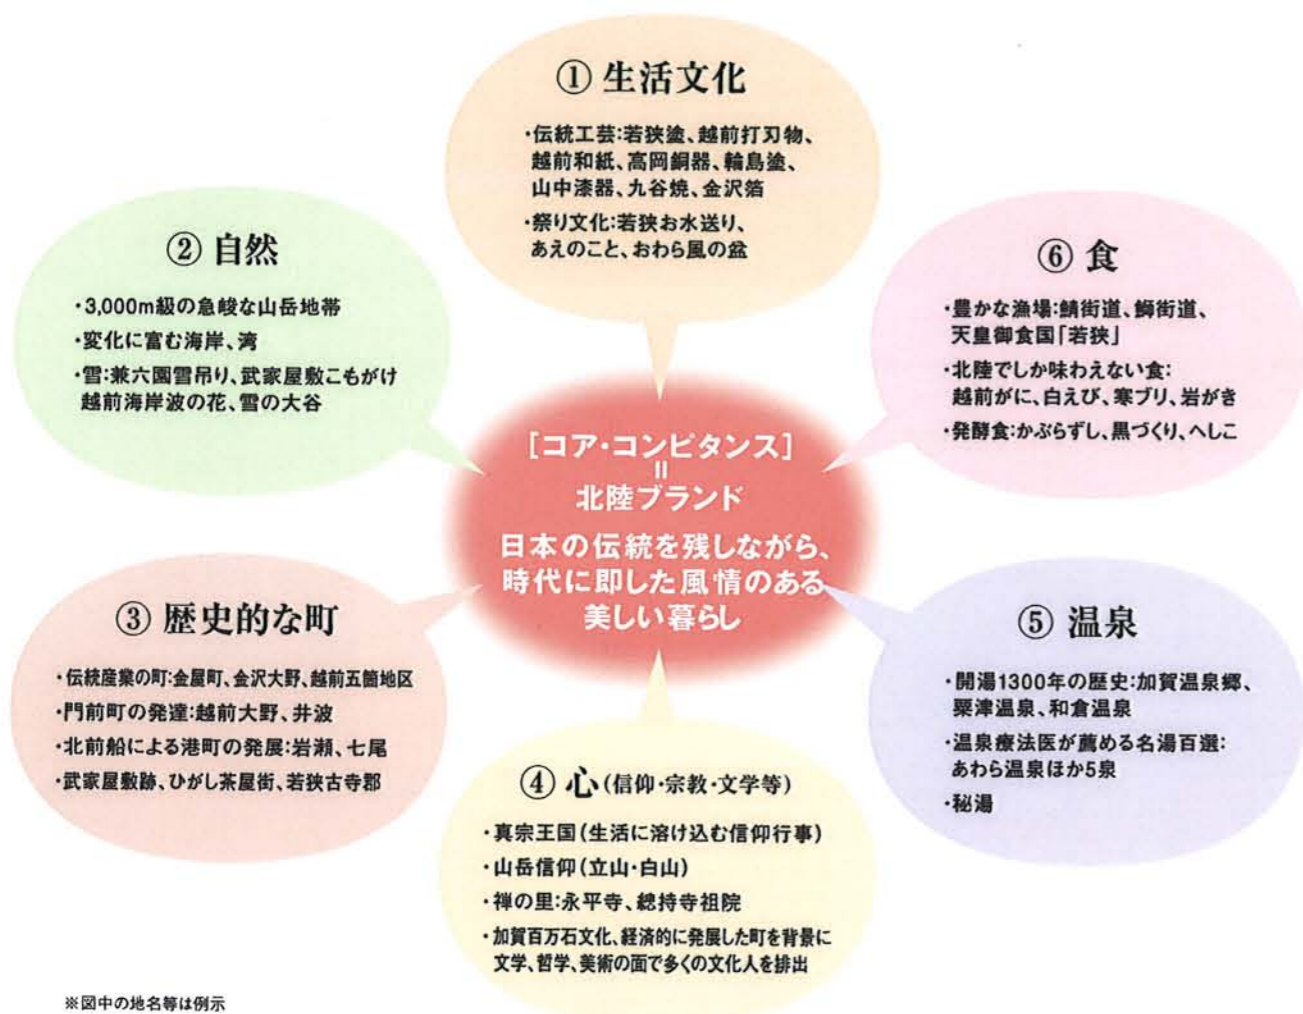 ① 生活文化
・伝統工芸:若狭塗、越前打刃物、
越前和紙、高岡銅器、輪島塗、
山中漆器、九谷焼、金沢箔
・祭り文化:若狭お水送り、
あえのこと、おわら風の盆
② 自然
・3,000m級の急峻な山岳地帯
・変化に富む海岸、湾
・雪:兼六園雪吊り、武家屋敷こもがけ
越前海岸波の花、雪の大谷
⑥ 食
・豊かな漁場:鯖街道、鰤街道、
天皇御食国「若狭」
・北陸でしか味わえない食:
越前がに、白えび、寒ブリ、岩がき
・発酵食:かぶらずし、黒づくり、へしこ
[コア・コンピタンス]
=
北陸ブランド
日本の伝統を残しながら、
時代に即した風情のある
美しい暮らし
③ 歴史的な町
・伝統産業の町:金屋町、金沢大野、越前五箇地区
・門前町の発達:越前大野、井波
・北前船による港町の発展:岩瀬、七尾
・武家屋敷跡、ひがし茶屋街、若狭古寺郡
④ 心(信仰・宗教・文学等)
・真宗王国(生活に溶け込む信仰行事)
・山岳信仰(立山・白山)
・禅の里:永平寺、總持寺祖院
・加賀百万石文化、経済的に発展した町を背景に
文学、哲学、美術の面で多くの文化人を排出
⑤ 温泉
・開湯1300年の歴史:加賀温泉郷、
粟津温泉、和倉温泉
・温泉療法医が薦める名湯百選:
あわら温泉ほか5泉
・秘湯
※図中の地名等は例示